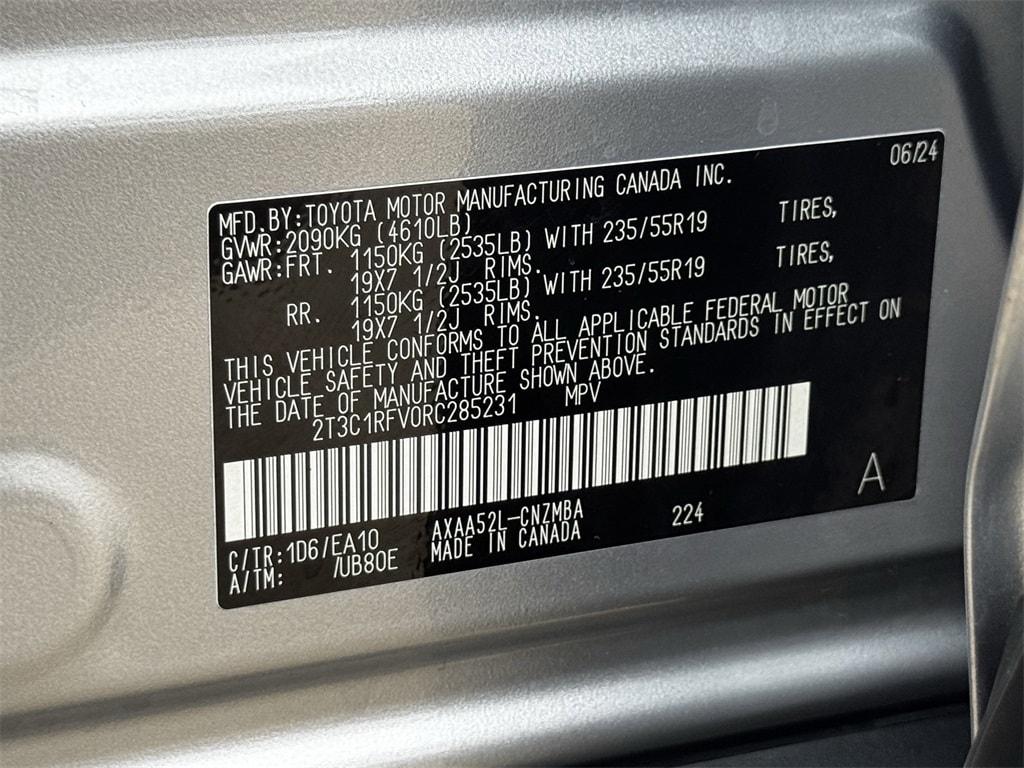 06/24
MFD.BY:TOYOTA MOTOR MANUFACTURING CANADA INC.
GVWR:2090KG (4610LB)
GAWR:FRT. 1150KG (2535LB) WITH 235/55R19 TIRES,
19X7 1/2J RIMS.
RR. 1150KG (2535LB) WITH 235/55R19 TIRES,
19X7 1/2J RIMS.
THIS VEHICLE CONFORMS TO ALL APPLICABLE FEDERAL MOTOR
VEHICLE SAFETY AND THEFT PREVENTION STANDARDS IN EFFECT ON
THE DATE OF MANUFACTURE SHOWN ABOVE.
2T3C1RFV0RC285231 MPV
A
C/TR:1D6/EA10 AXAA52L-CNZMBA 224
A/TM: /UB80E MADE IN CANADA